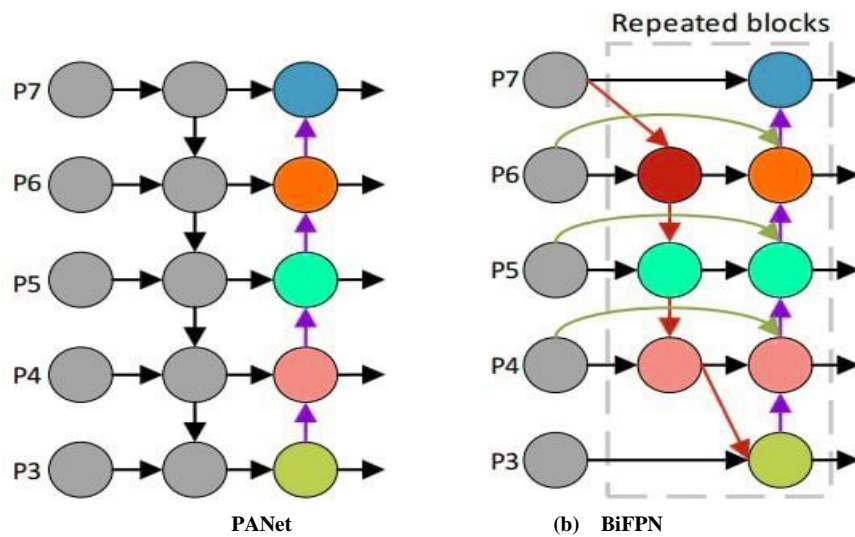 Repeated blocks
P7
P6
P5
P4
P3
P7
P6
P5
P4
P3
PANet
(b) BiFPN